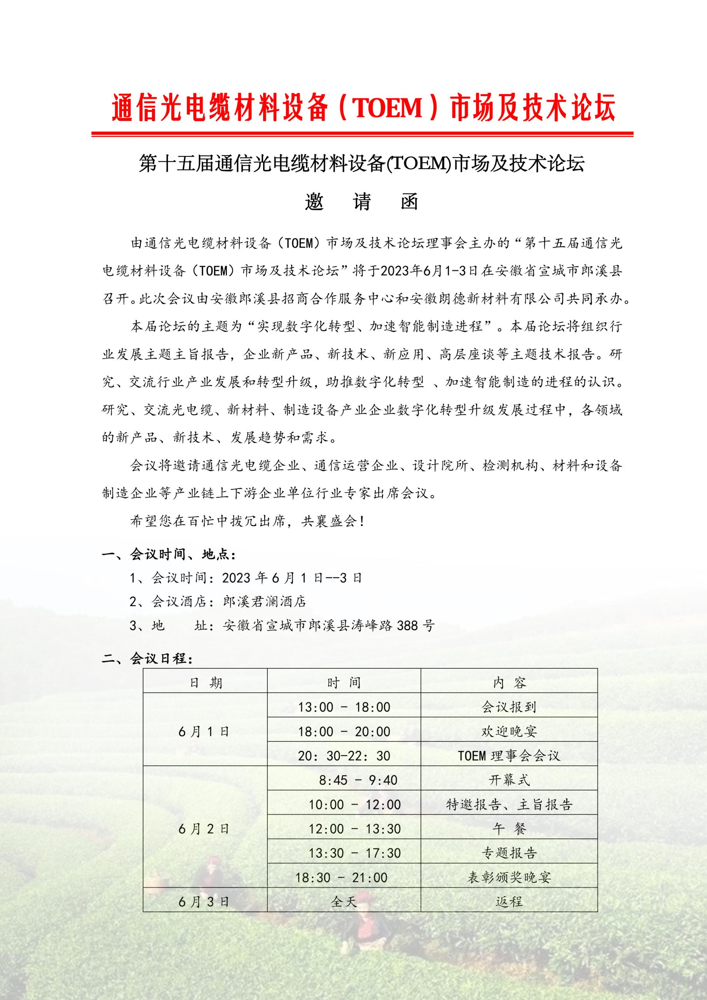 通信光电缆材料设备（TOEM）市场及技术论坛
第十五届通信光电缆材料设备(TOEM)市场及技术论坛
邀 请 函
由通信光电缆材料设备（TOEM）市场及技术论坛理事会主办的“第十五届通信光
电缆材料设备（TOEM）市场及技术论坛”将于2023年6月1-3日在安徽省宣城市郎溪县
召开。此次会议由安徽郎溪县招商合作服务中心和安徽朗德新材料有限公司共同承办。
本届论坛的主题为“实现数字化转型、加速智能制造进程”。本届论坛将组织行
业发展主题主旨报告，企业新产品、新技术、新应用、高层座谈等主题技术报告。研
究、交流行业产业发展和转型升级，助推数字化转型 、加速智能制造的进程的认识。
研究、交流光电缆、新材料、制造设备产业企业数字化转型升级发展过程中，各领域
的新产品、新技术、发展趋势和需求。
会议将邀请通信光电缆企业、通信运营企业、设计院所、检测机构、材料和设备
制造企业等产业链上下游企业单位行业专家出席会议。
希望您在百忙中拨冗出席，共襄盛会！
一、会议时间、地点：
1、会议时间：2023 年 6 月 1 日--3 日
2、会议酒店：郎溪君澜酒店
3、地 址：安徽省宣城市郎溪县涛峰路 388 号
二、会议日程：
日 期 时 间 内 容
6 月 1 日
13:00 - 18:00 会议报到
18:00 - 20:00 欢迎晚宴
20：30-22：30 TOEM 理事会会议
6 月 2 日
8:45 - 9:40 开幕式
10:00 - 12:00 特邀报告、主旨报告
12:00 - 13:30 午 餐
13:30 - 17:30 专题报告
18:30 - 21:00 表彰颁奖晚宴
6 月 3 日 全天 返程